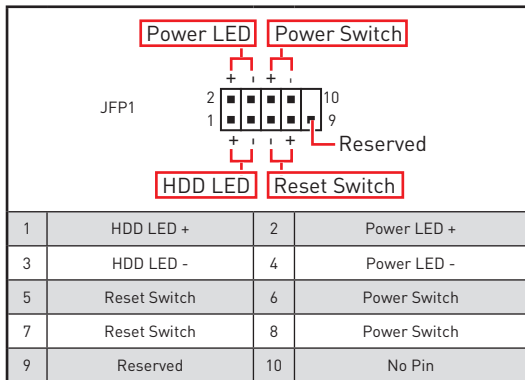 Power LED Power Switch
+ - + -
JFP1
2 10
1 9
+ - - +
Reserved
HDD LED Reset Switch
1 HDD LED + 2 Power LED +
3 HDD LED - 4 Power LED -
5 Reset Switch 6 Power Switch
7 Reset Switch 8 Power Switch
9 Reserved 10 No Pin